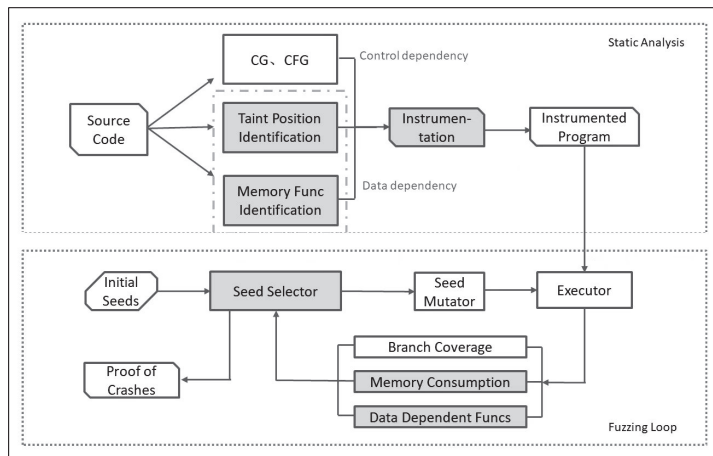 Static Analysis
CG、CFG
Control dependency
Source
Code
Taint Position
Identification
Instrumen-
tation
Instrumented
Program
Memory Func
Identification
Data dependency
Initial
Seeds
Seed Selector
Seed
Mutator
Executor
Branch Coverage
Proof of
Crashes
Memory Consumption
Data Dependent Funcs
Fuzzing Loop